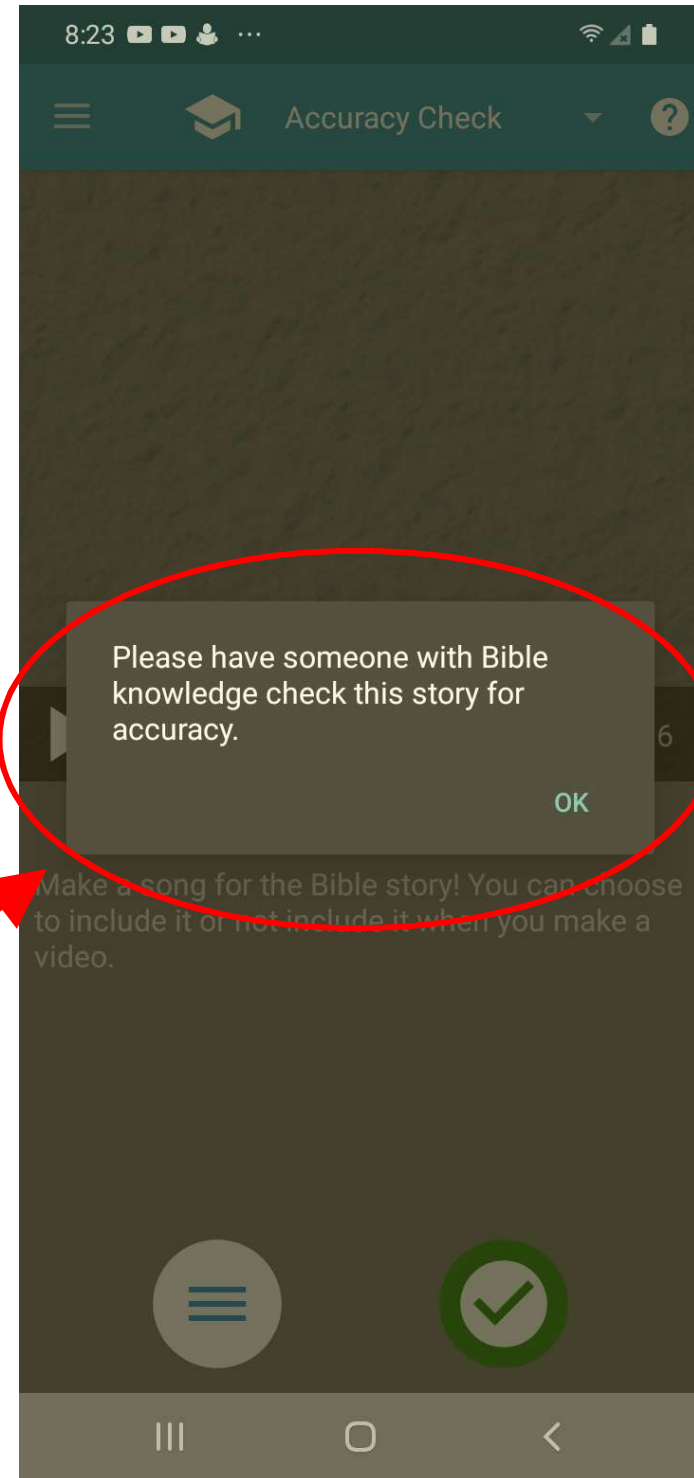 8:23
Accuracy Check
Please have someone with Bible
knowledge check this story for
accuracy.
6
OK
Make a song for the Bible story! You can choose
to include it or not include it when you make a
video.